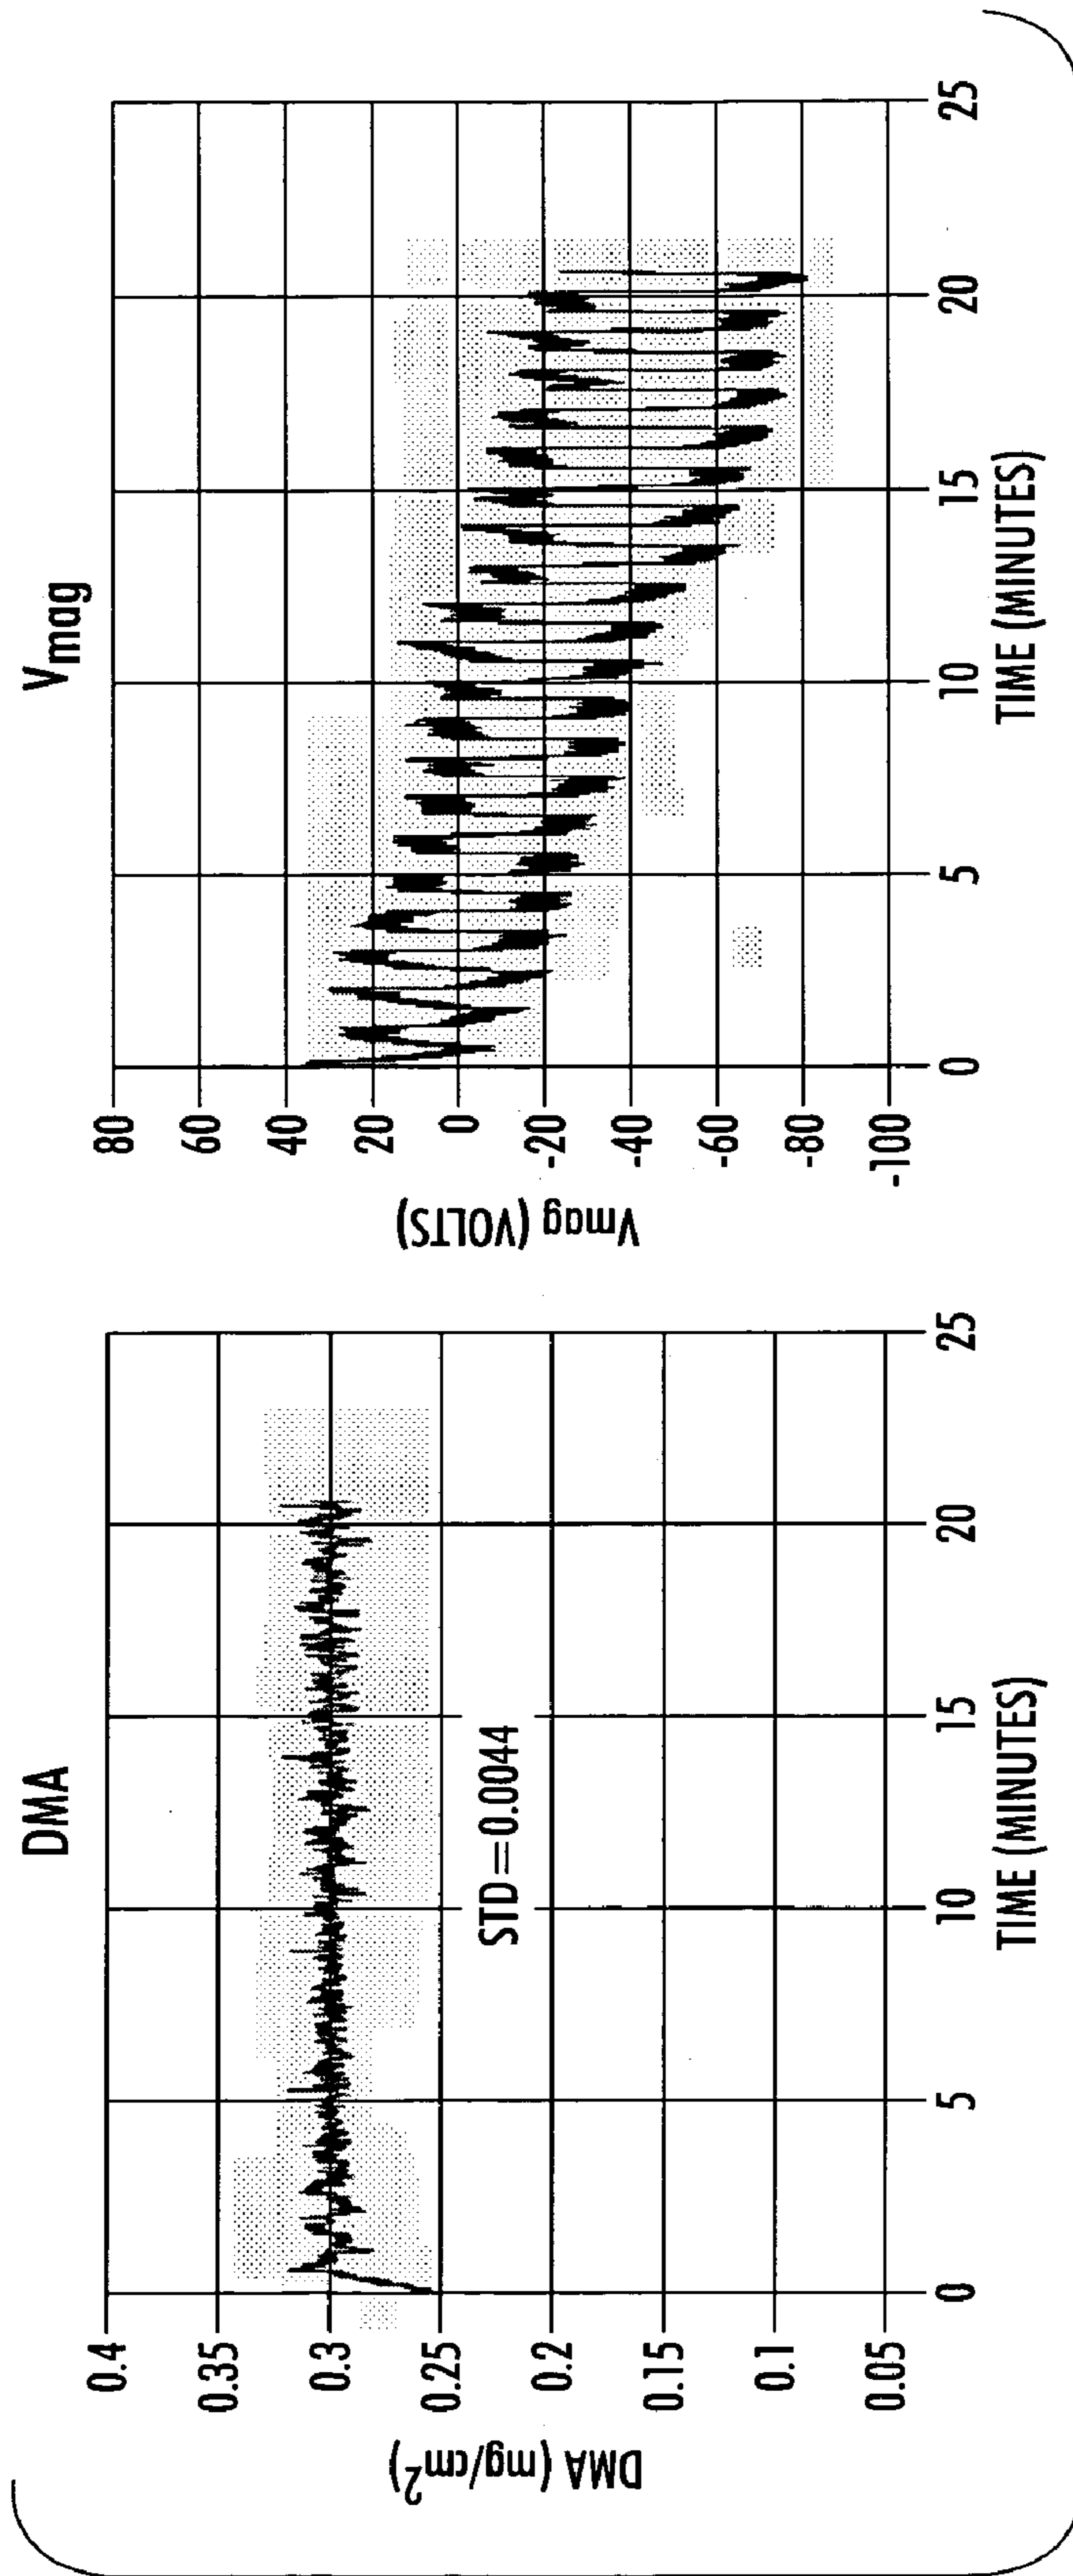 DMA
DMA (mg/cm²)
0.4
0.35
0.3
0.25
0.2
0.15
0.1
0.05
STD=0.0044
0 5 10 15 20 25
TIME (MINUTES)
Vmag
Vmag (VOLTS)
80
60
40
20
0
-20
-40
-60
-80
-100
0 5 10 15 20 25
TIME (MINUTES)